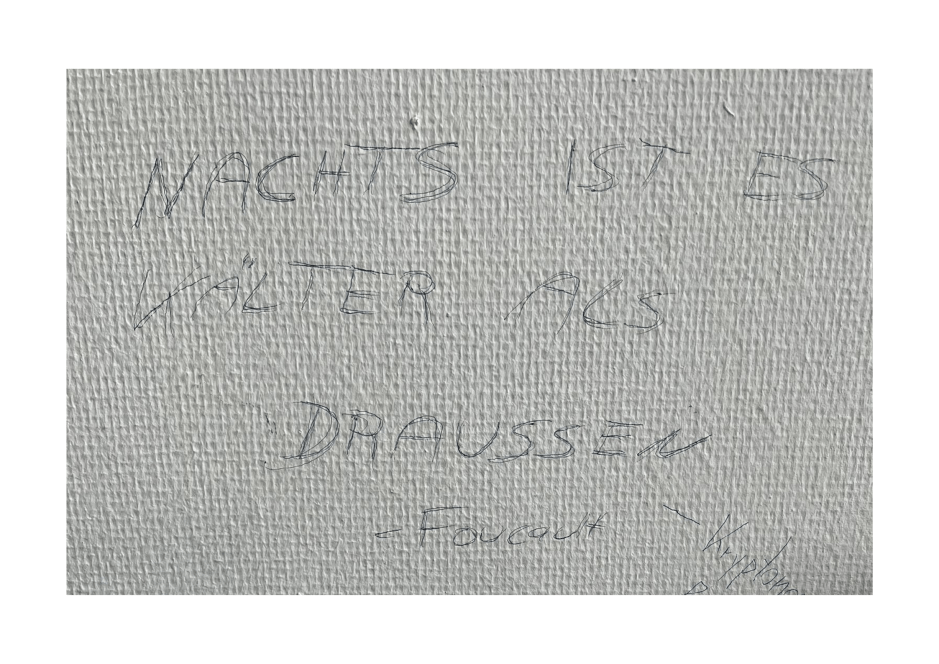 NACHTS IST ES
KÄLTER ALS
DRAUSSEN
- Foucault